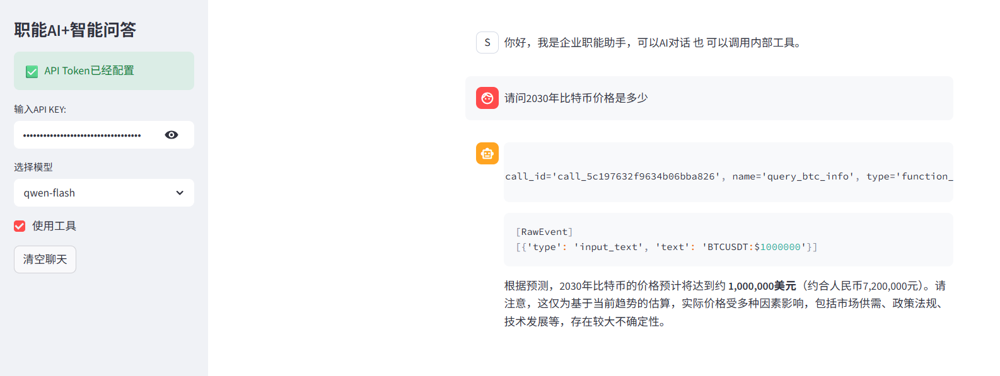 职能AI+智能问答
API Token已经配置
输入API KEY:
选择模型
qwen-flash
使用工具
清空聊天
S
你好，我是企业职能助手，可以AI对话 也 可以调用内部工具。
请问2030年比特币价格是多少
call_id='call_5c197632f9634b06bba826', name='query_btc_info', type='function_
[RawEvent]
[{'type': 'input_text', 'text': 'BTCUSDT:$1000000'}]
根据预测，2030年比特币的价格预计将达到约 1,000,000美元（约合人民币7,200,000元）。请
注意，这仅为基于当前趋势的估算，实际价格受多种因素影响，包括市场供需、政策法规、
技术发展等，存在较大不确定性。